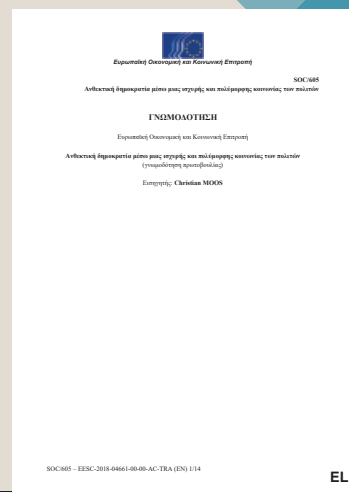 Ευρωπαϊκή Οικονομική και Κοινωνική Επιτροπή
SOC/605
Ανθεκτική δημοκρατία μέσω μιας ισχυρής και πολύμορφης κοινωνίας των πολιτών
ΓΝΩΜΟΔΟΤΗΣΗ
Ευρωπαϊκή Οικονομική και Κοινωνική Επιτροπή
Ανθεκτική δημοκρατία μέσω μιας ισχυρής και πολύμορφης κοινωνίας των πολιτών
(γνωμοδότηση πρωτοβουλίας)
Εισηγητής: Christian MOOS
SOC/605 – EESC-2018-04661-00-00-AC-TRA (EN) 1/14
EL